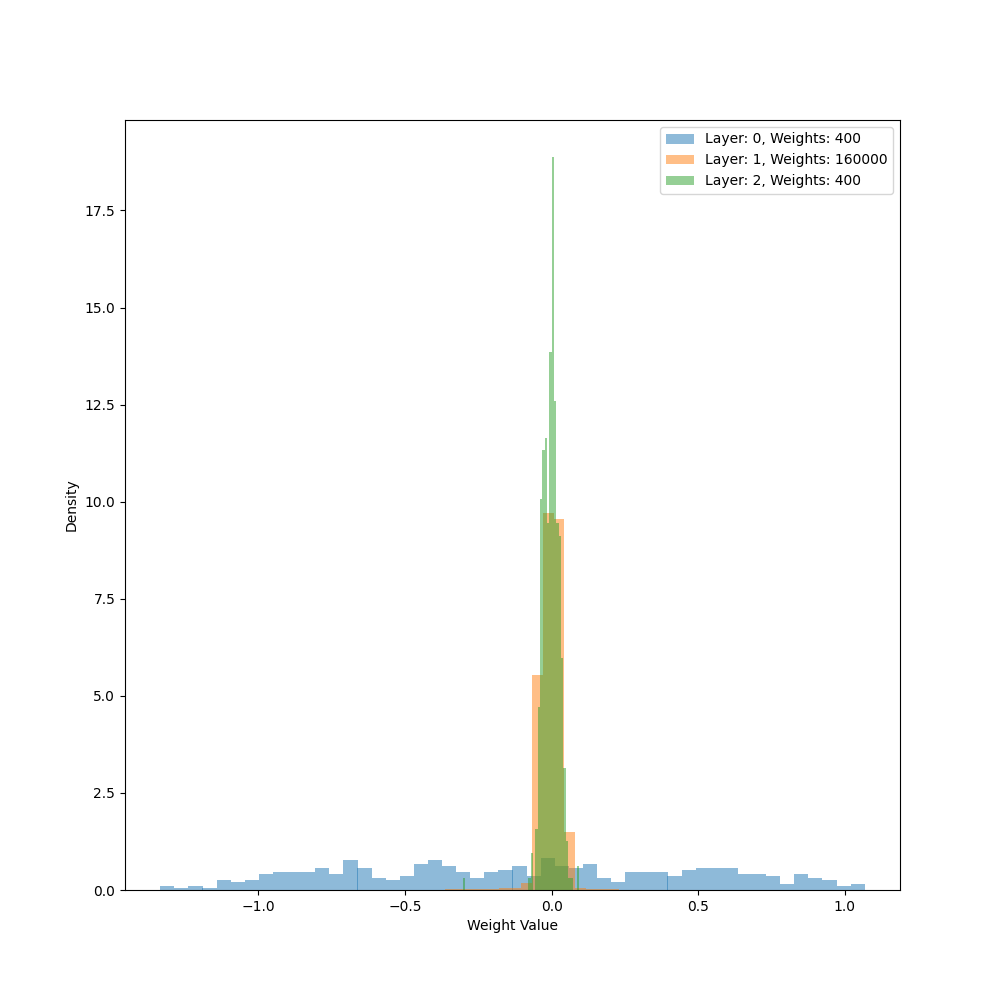 Layer: 0, Weights: 400
Layer: 1, Weights: 160000
Layer: 2, Weights: 400
17.5
15.0
12.5
10.0
7.5
5.0
2.5
0.0
Density
−1.0
−0.5
0.0
0.5
1.0
Weight Value